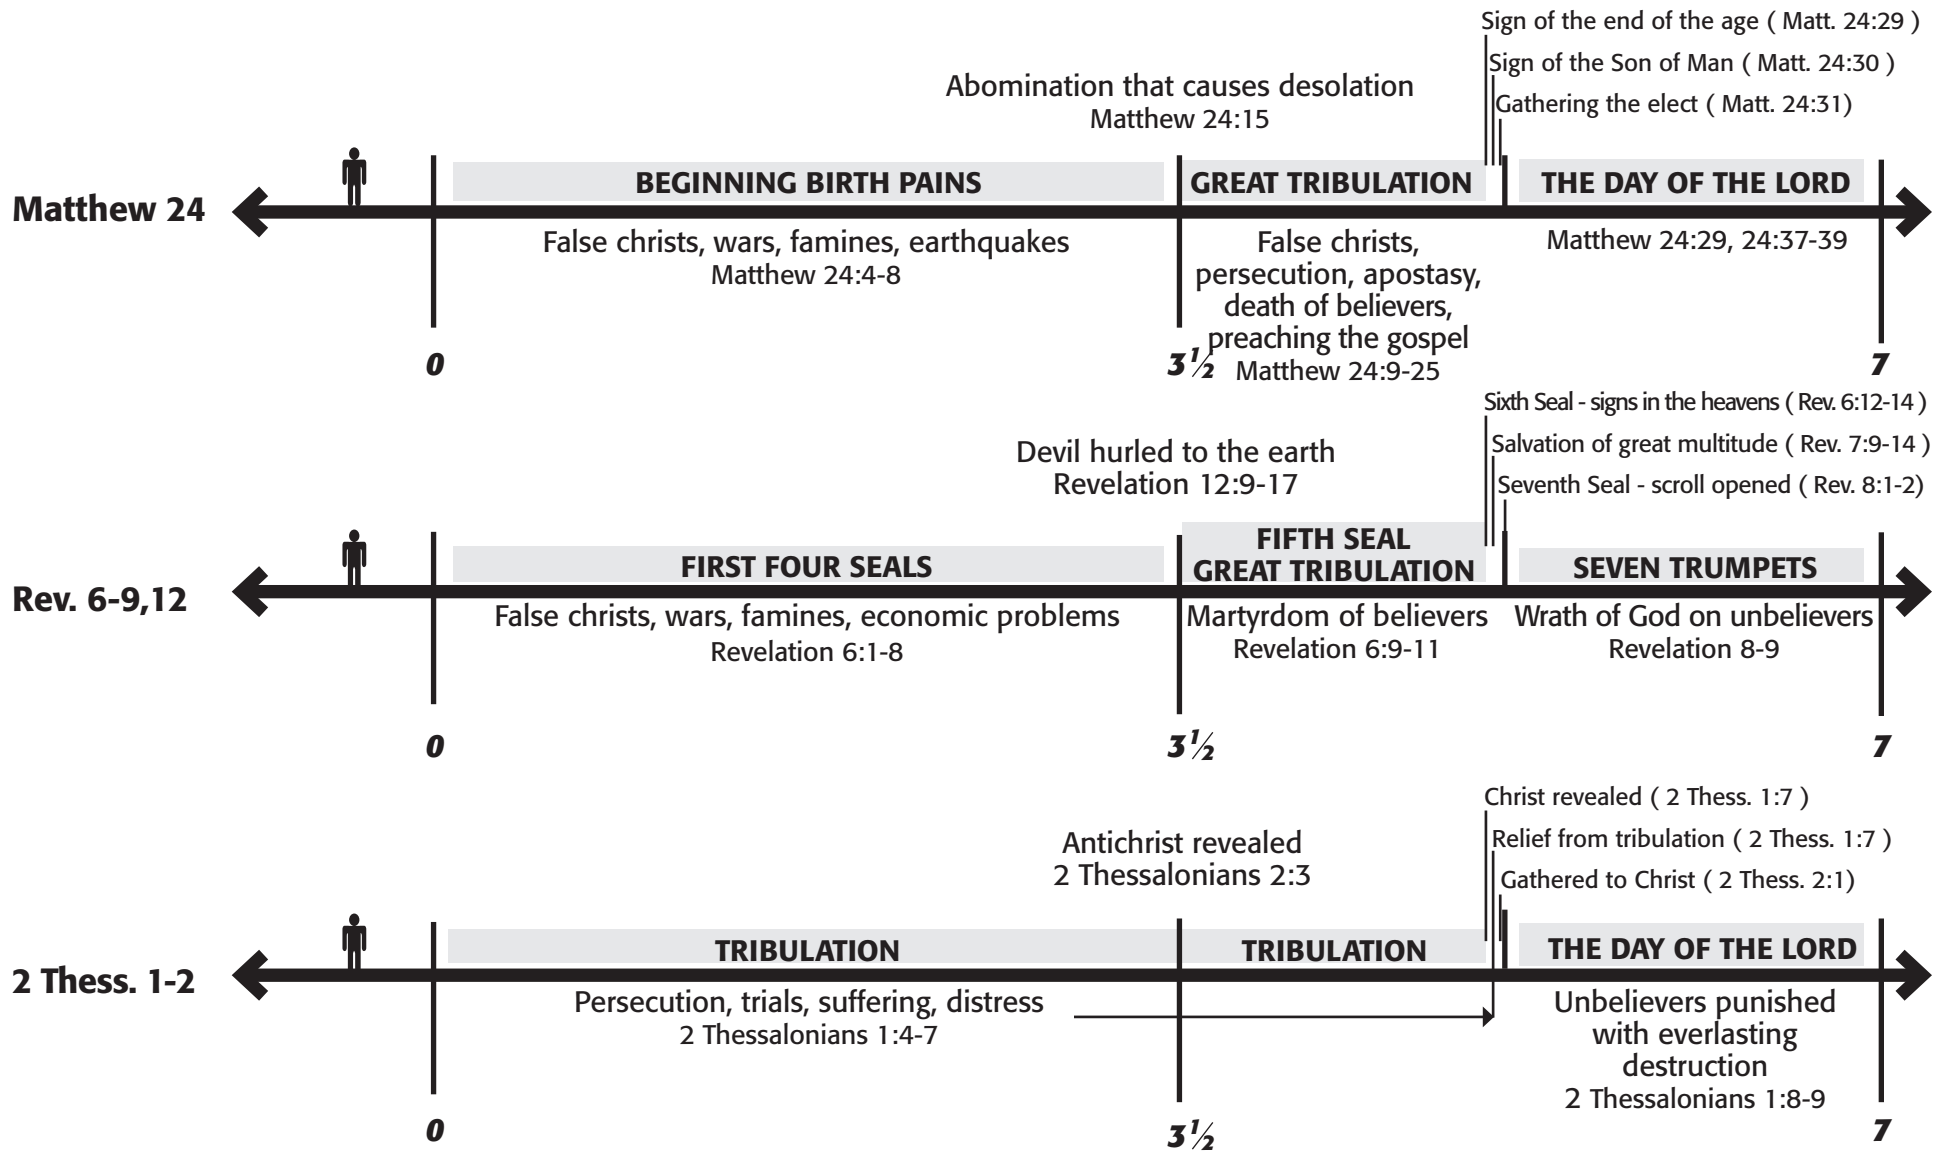 Sign of the end of the age ( Matt. 24:29 )
Sign of the Son of Man ( Matt. 24:30 )
Gathering the elect ( Matt. 24:31)
Abomination that causes desolation
Matthew 24:15
Matthew 24
BEGINNING BIRTH PAINS
GREAT TRIBULATION
THE DAY OF THE LORD
False christs, wars, famines, earthquakes
Matthew 24:4-8
False christs,
persecution, apostasy,
death of believers,
preaching the gospel
Matthew 24:9-25
Matthew 24:29, 24:37-39
0
3 ½
7
Sixth Seal - signs in the heavens ( Rev. 6:12-14 )
Salvation of great multitude ( Rev. 7:9-14 )
Seventh Seal - scroll opened ( Rev. 8:1-2)
Devil hurled to the earth
Revelation 12:9-17
Rev. 6-9,12
FIRST FOUR SEALS
FIFTH SEAL
GREAT TRIBULATION
SEVEN TRUMPETS
False christs, wars, famines, economic problems
Revelation 6:1-8
Martyrdom of believers
Revelation 6:9-11
Wrath of God on unbelievers
Revelation 8-9
0
3 ½
7
Christ revealed ( 2 Thess. 1:7 )
Relief from tribulation ( 2 Thess. 1:7 )
Gathered to Christ ( 2 Thess. 2:1)
Antichrist revealed
2 Thessalonians 2:3
2 Thess. 1-2
TRIBULATION
TRIBULATION
THE DAY OF THE LORD
Persecution, trials, suffering, distress
2 Thessalonians 1:4-7
Unbelievers punished
with everlasting
destruction
2 Thessalonians 1:8-9
0
3 ½
7